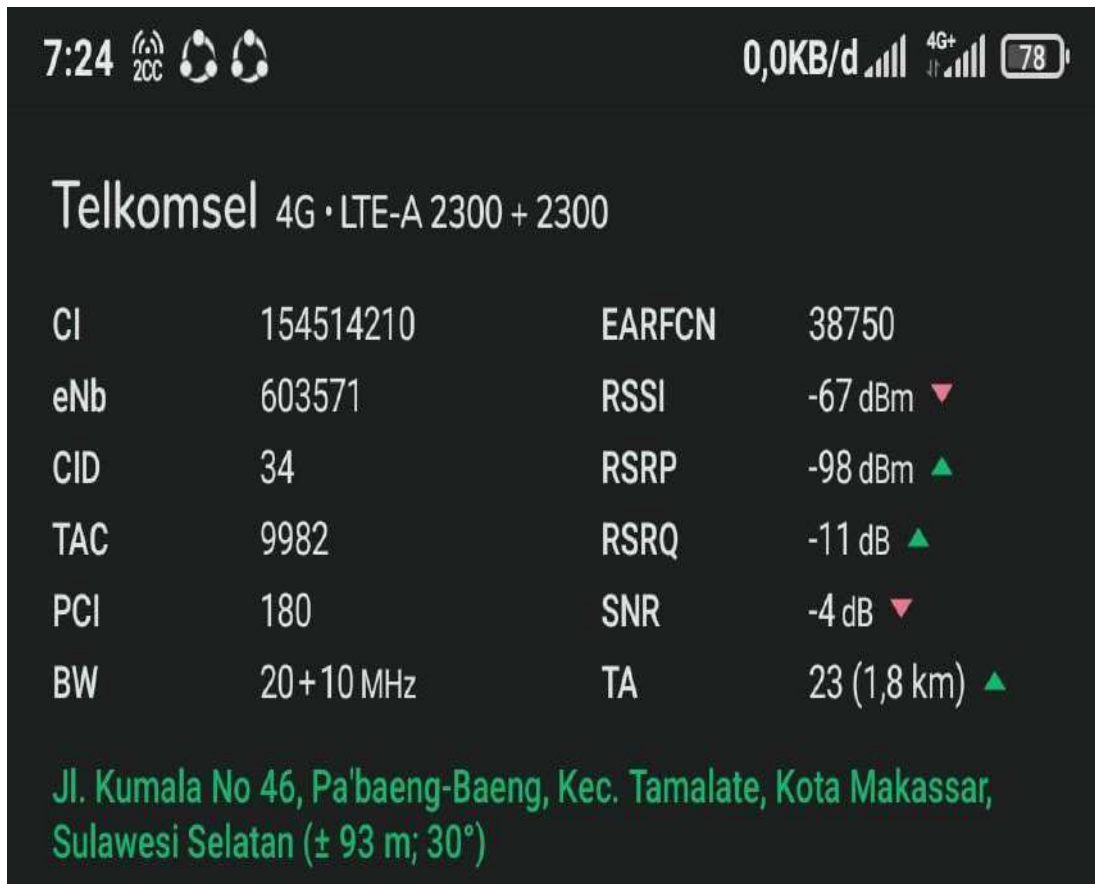 7:24 2CC 0,0KB/d 4G+ 78
Telkomsel 4G • LTE-A 2300 + 2300
CI 154514210 EARFCN 38750
eNb 603571 RSSI -67 dBm
CID 34 RSRP -98 dBm
TAC 9982 RSRQ -11 dB
PCI 180 SNR -4 dB
BW 20+10 MHz TA 23 (1,8 km)
Jl. Kumala No 46, Pa'baeng-Baeng, Kec. Tamalate, Kota Makassar,
Sulawesi Selatan (± 93 m; 30°)